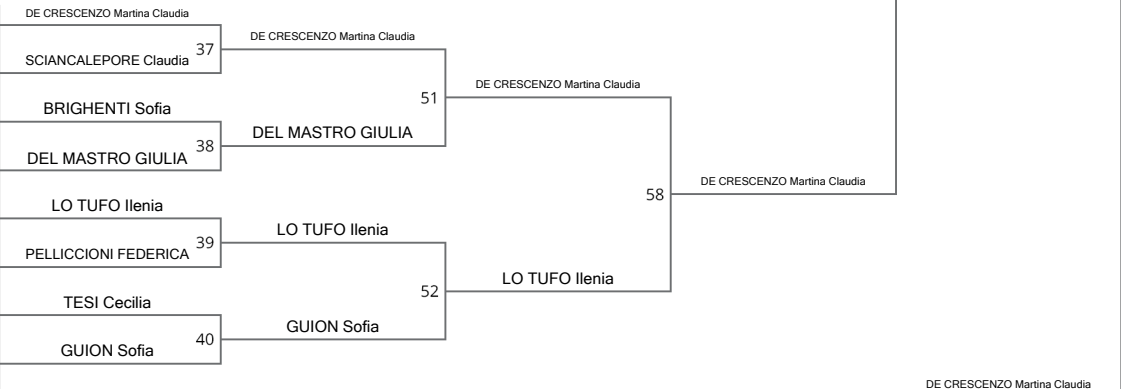 DE CRESCENZO Martina Claudia
37
SCIANCALEPORE Claudia
DE CRESCENZO Martina Claudia
51
DE CRESCENZO Martina Claudia
BRIGHENTI Sofia
38
DEL MASTRO GIULIA
DEL MASTRO GIULIA
58
DE CRESCENZO Martina Claudia
LO TUFO Ilenia
39
PELLICCIONI FEDERICA
LO TUFO Ilenia
52
LO TUFO Ilenia
TESI Cecilia
40
GUION Sofia
GUION Sofia
DE CRESCENZO Martina Claudia